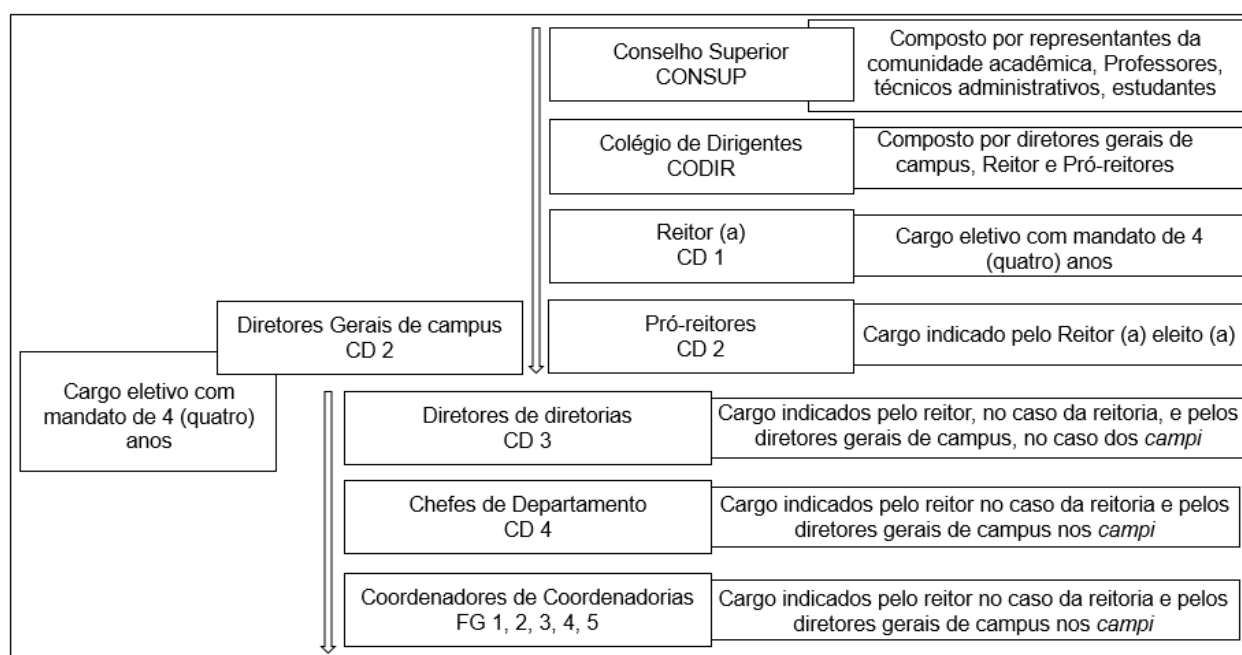 Conselho Superior
CONSUP
Composto por representantes da
comunidade acadêmica, Professores,
técnicos administrativos, estudantes
Colégio de Dirigentes
CODIR
Composto por diretores gerais de
campus, Reitor e Pró-reitores
Reitor (a)
CD 1
Cargo eletivo com mandato de 4
(quatro) anos
Diretores Gerais de campus
CD 2
Pró-reitores
CD 2
Cargo indicado pelo Reitor (a) eleito (a)
Cargo eletivo com
mandato de 4 (quatro)
anos
Diretores de diretorias
CD 3
Cargo indicados pelo reitor, no caso da reitoria, e pelos
diretores gerais de campus, no caso dos campi
Chefes de Departamento
CD 4
Cargo indicados pelo reitor no caso da reitoria e pelos
diretores gerais de campus nos campi
Coordenadores de Coordenadorias
FG 1, 2, 3, 4, 5
Cargo indicados pelo reitor no caso da reitoria e pelos
diretores gerais de campus nos campi